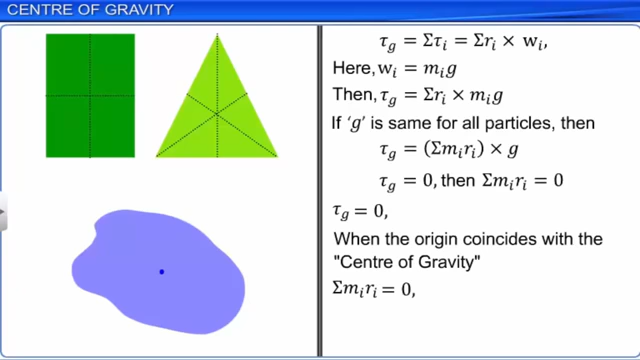 CENTRE OF GRAVITY
τg = Στi = Σri × wi,
Here, wi = mig
Then, τg = Σri × mig
If 'g' is same for all particles, then
τg = (Σmiri) × g
τg = 0, then Σmiri = 0
τg = 0,
When the origin coincides with the
"Centre of Gravity"
Σmiri = 0,